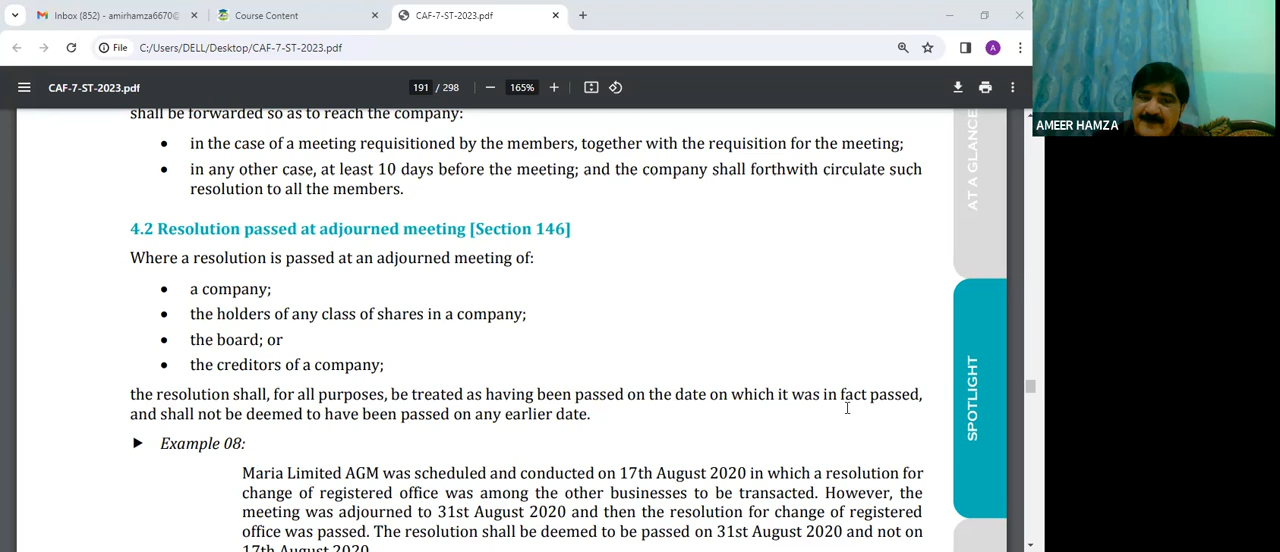 Inbox (852) - amirhamza6670@
Course Content
CAF-7-ST-2023.pdf
File
C:/Users/DELL/Desktop/CAF-7-ST-2023.pdf
A
CAF-7-ST-2023.pdf
191 / 298
165%
AMEER HAMZA
shall be forwarded so as to reach the company:
• in the case of a meeting requisitioned by the members, together with the requisition for the meeting;
• in any other case, at least 10 days before the meeting; and the company shall forthwith circulate such
resolution to all the members.
4.2 Resolution passed at adjourned meeting [Section 146]
Where a resolution is passed at an adjourned meeting of:
• a company;
• the holders of any class of shares in a company;
• the board; or
• the creditors of a company;
the resolution shall, for all purposes, be treated as having been passed on the date on which it was in fact passed,
and shall not be deemed to have been passed on any earlier date.
Example 08:
Maria Limited AGM was scheduled and conducted on 17th August 2020 in which a resolution for
change of registered office was among the other businesses to be transacted. However, the
meeting was adjourned to 31st August 2020 and then the resolution for change of registered
office was passed. The resolution shall be deemed to be passed on 31st August 2020 and not on
17th August 2020.
AT A GLANCE
SPOTLIGHT